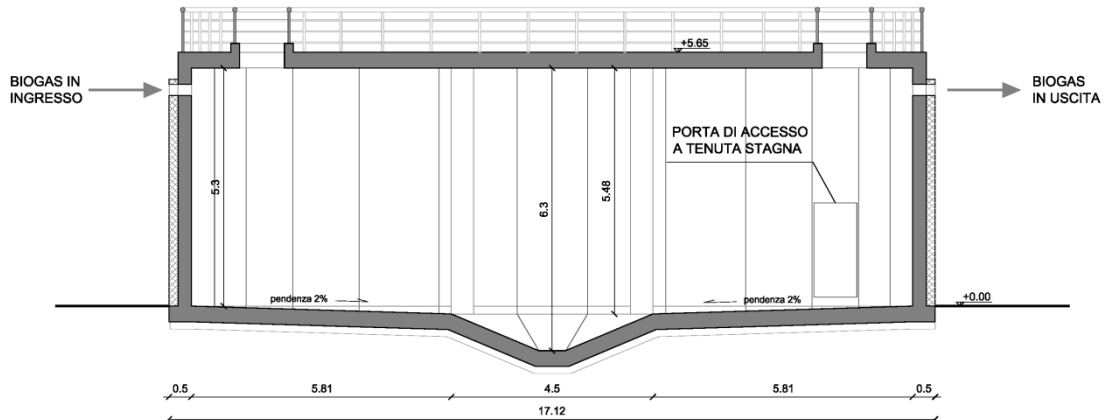 +5.65
BIOGAS IN
INGRESSO
BIOGAS
IN USCITA
PORTA DI ACCESSO
A TENUTA STAGNA
5.3
6.3
5.48
pendenza 2%
pendenza 2%
+0.00
0.5
5.81
4.5
5.81
0.5
17.12